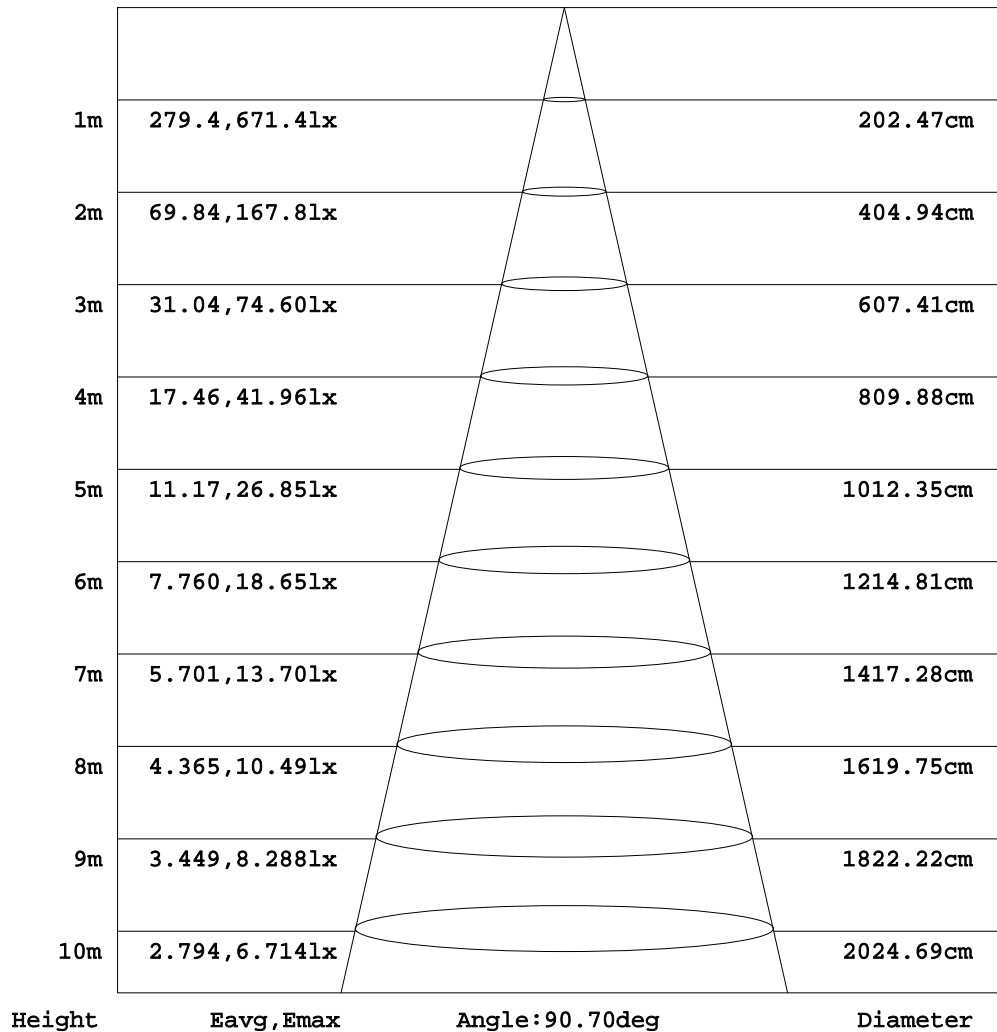 1m 279.4,671.4lx 202.47cm
2m 69.84,167.8lx 404.94cm
3m 31.04,74.60lx 607.41cm
4m 17.46,41.96lx 809.88cm
5m 11.17,26.85lx 1012.35cm
6m 7.760,18.65lx 1214.81cm
7m 5.701,13.70lx 1417.28cm
8m 4.365,10.49lx 1619.75cm
9m 3.449,8.288lx 1822.22cm
10m 2.794,6.714lx 2024.69cm
Height Eavg,Emax Angle:90.70deg Diameter